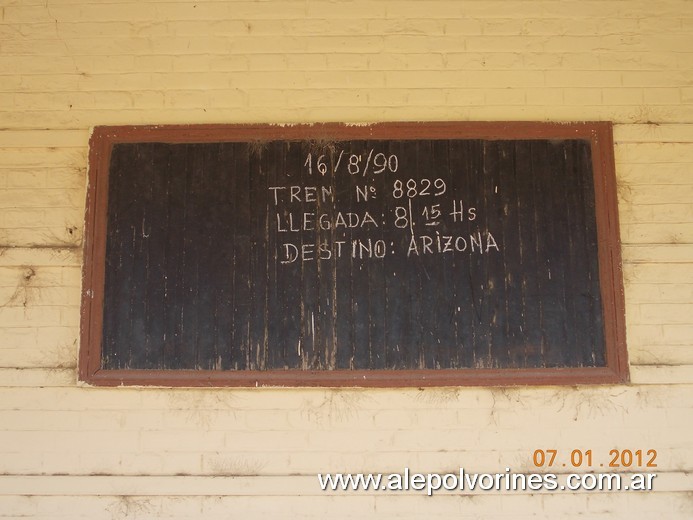 16/8/90
TREN Nº 8829
LLEGADA: 8.15 Hs
DESTINO: ARIZONA
07.01.2012
www.alepolvorines.com.ar